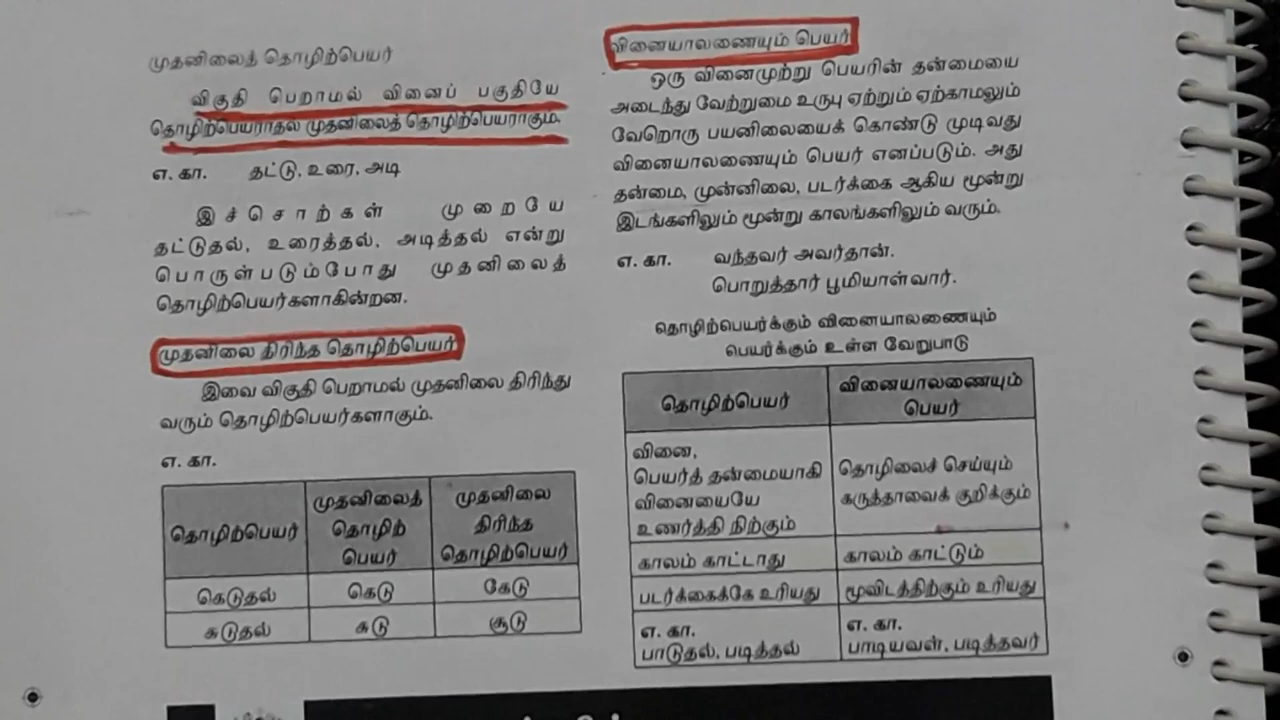 முதனிலைத் தொழிற்பெயர்
விகுதி பெறாமல் வினைப் பகுதியே
தொழிற்பெயராதல் முதனிலைத் தொழிற்பெயராகும்.
எ. கா. தட்டு, உரை, அடி
இச்சொற்கள் முறையே
தட்டுதல், உரைத்தல், அடித்தல் என்று
பொருள்படும்போது முதனிலைத்
தொழிற்பெயர்களாகின்றன.
முதனிலை திரிந்த தொழிற்பெயர்
இவை விகுதி பெறாமல் முதனிலை திரிந்து
வரும் தொழிற்பெயர்களாகும்.
எ. கா.
தொழிற்பெயர்
முதனிலைத்
தொழிற்
பெயர்
முதனிலை
திரிந்த
தொழிற்பெயர்
கெடுதல் கெடு கேடு
சுடுதல் சுடு சூடு
வினையாலணையும் பெயர்
ஒரு வினைமுற்று பெயரின் தன்மையை
அடைந்து வேற்றுமை உருபு ஏற்றும் ஏற்காமலும்
வேறொரு பயனிலையைக் கொண்டு முடிவது
வினையாலணையும் பெயர் எனப்படும். அது
தன்மை, முன்னிலை, படர்க்கை ஆகிய மூன்று
இடங்களிலும் மூன்று காலங்களிலும் வரும்.
எ. கா. வந்தவர் அவர்தான்.
பொறுத்தார் பூமியாள்வார்.
தொழிற்பெயர்க்கும் வினையாலணையும்
பெயர்க்கும் உள்ள வேறுபாடு
தொழிற்பெயர்
வினையாலணையும்
பெயர்
வினை,
பெயர்த் தன்மையாகி
வினையையே
உணர்த்தி நிற்கும்
தொழிலைச் செய்யும்
கருத்தாவைக் குறிக்கும்
காலம் காட்டாது காலம் காட்டும்
படர்க்கைக்கே உரியது மூவிடத்திற்கும் உரியது
எ. கா.
பாடுதல், படித்தல்
எ. கா.
பாடியவள், படித்தவர்